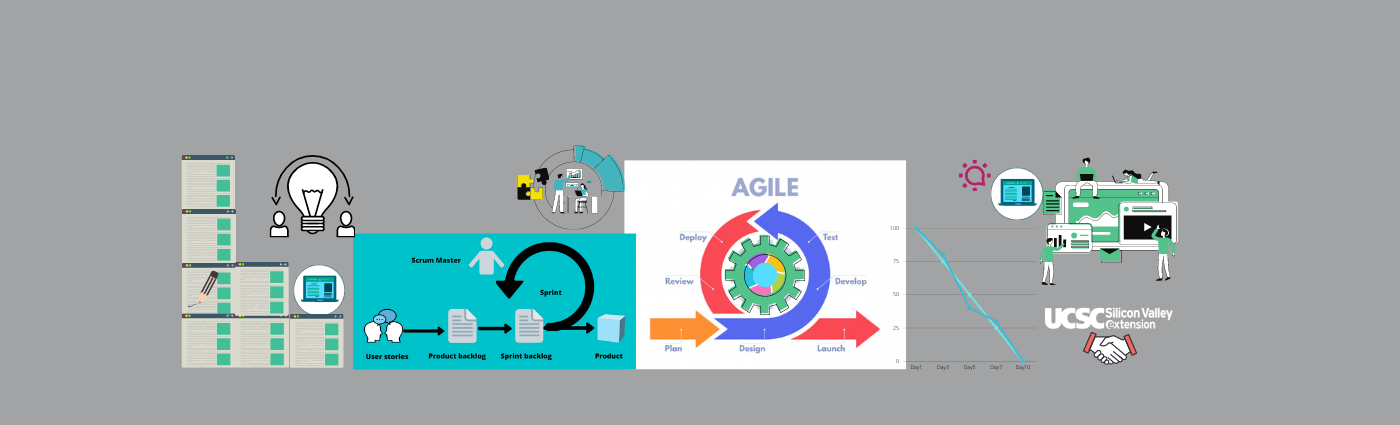 Scrum Master
Sprint
User stories
Product backlog
Sprint backlog
Product
AGILE
Deploy
Test
Review
Develop
Plan
Design
Launch
100
75
50
25
0
Day1
Day3
Day5
Day7
Day10
UCSC Silicon Valley
Extension